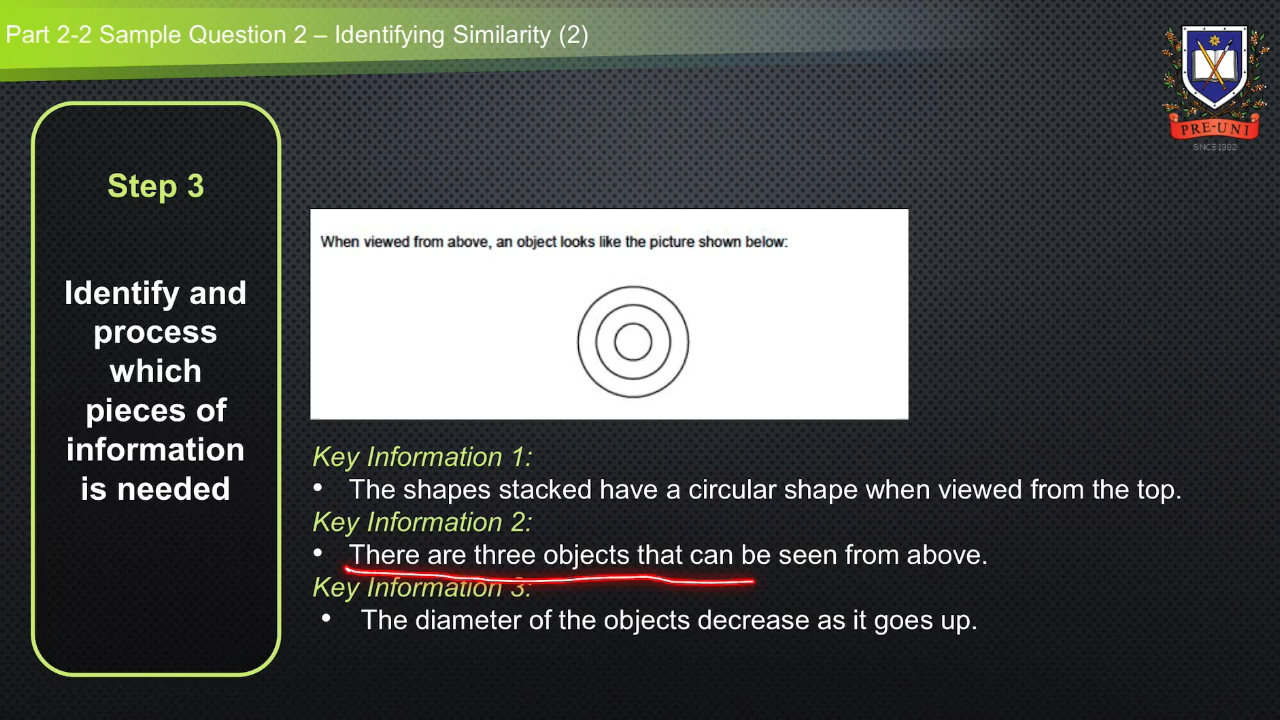 Part 2-2 Sample Question 2 – Identifying Similarity (2)
PRE-UNI
SINCE 1992
Step 3
Identify and
process
which
pieces of
information
is needed
When viewed from above, an object looks like the picture shown below:
Key Information 1:
• The shapes stacked have a circular shape when viewed from the top.
Key Information 2:
• There are three objects that can be seen from above.
Key Information 3:
• The diameter of the objects decrease as it goes up.